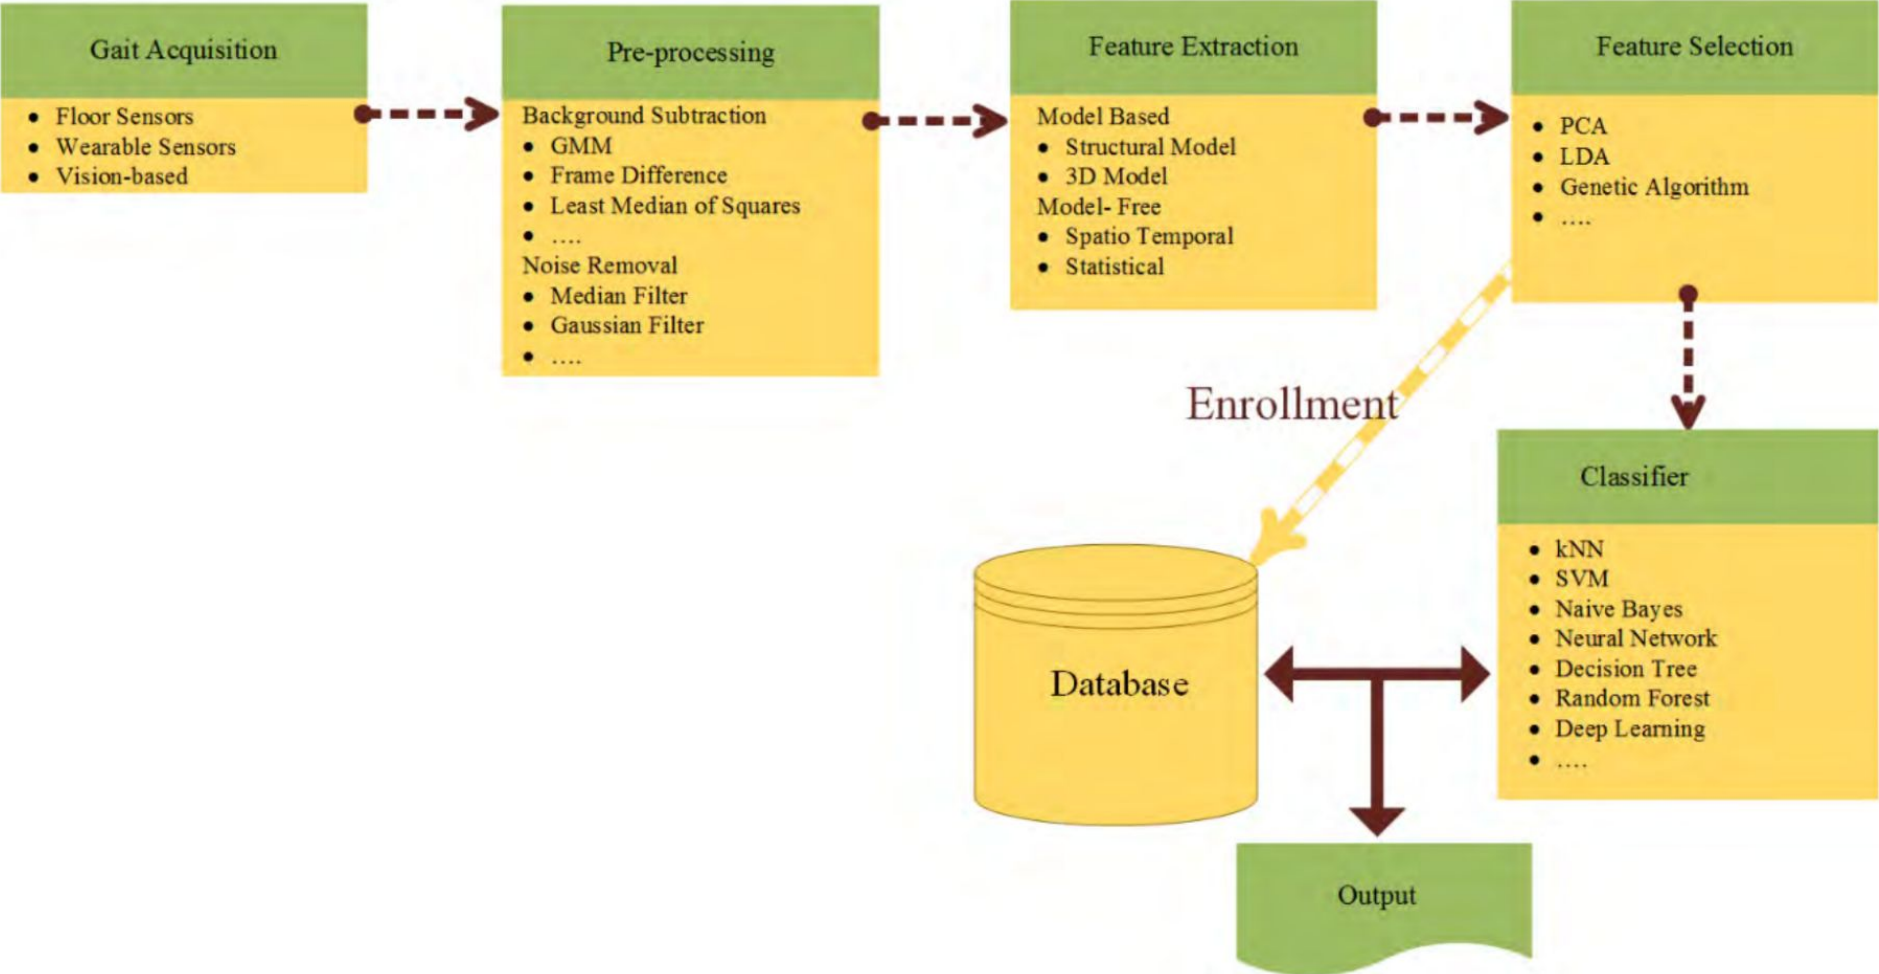 Gait Acquisition
• Floor Sensors
• Wearable Sensors
• Vision-based
Pre-processing
Background Subtraction
• GMM
• Frame Difference
• Least Median of Squares
• ....
Noise Removal
• Median Filter
• Gaussian Filter
• ....
Feature Extraction
Model Based
• Structural Model
• 3D Model
Model- Free
• Spatio Temporal
• Statistical
Feature Selection
• PCA
• LDA
• Genetic Algorithm
• ....
Enrollment
Classifier
• kNN
• SVM
• Naive Bayes
• Neural Network
• Decision Tree
• Random Forest
• Deep Learning
• ....
Database
Output